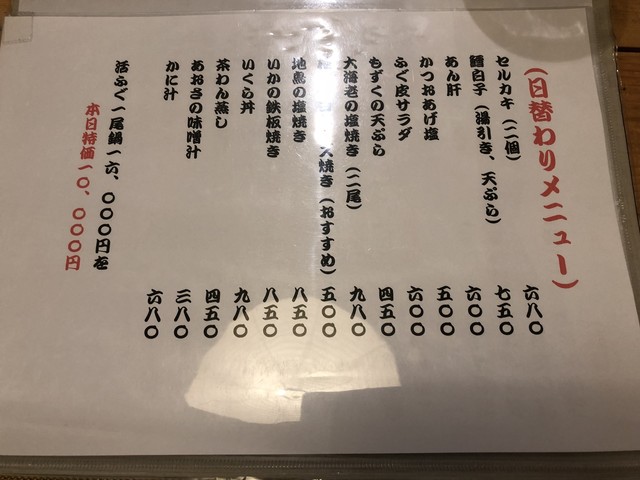 （日替わりメニュー）
セルカキ（二個） 六八〇
鱈白子（湯引き、天ぷら） 七五〇
あん肝 六〇〇
かつおあげ塩 五〇〇
ふぐ皮サラダ 六〇〇
もずくの天ぷら 四五〇
大海老の塩焼き（二尾） 九八〇
焼き（おすすめ） 五〇〇
地鳥の塩焼き 八五〇
いかの鉄板焼き 八五〇
いくら丼 九八〇
茶わん蒸し 四五〇
あおさの味噌汁 三八〇
かに汁 六八〇
活ふぐ一尾鍋一六、〇〇〇円を
本日特価一〇、〇〇〇円